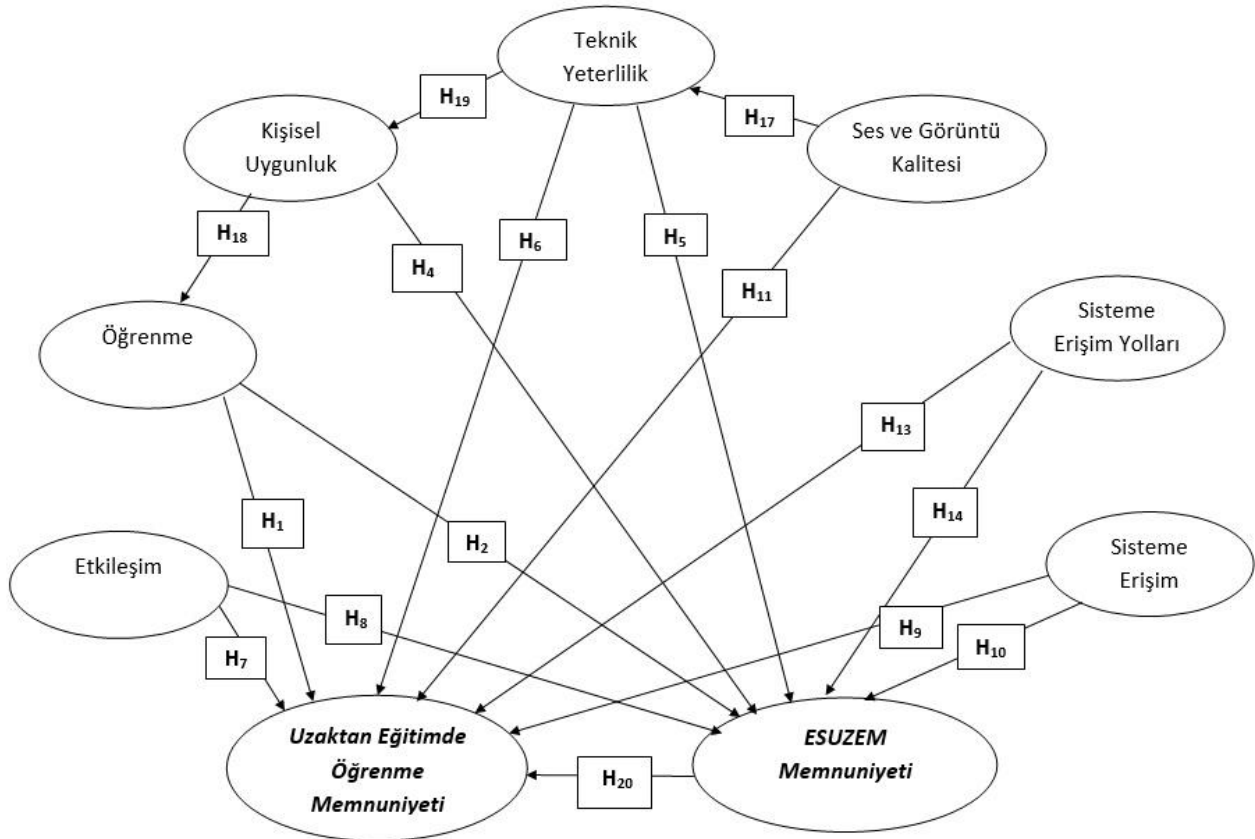 Teknik
Yeterlilik
H19
H17
Kişisel
Uygunluk
Ses ve Görüntü
Kalitesi
H18
H6
H5
H4
H11
Sisteme
Erişim Yolları
Öğrenme
H13
H14
H1
H2
Sisteme
Erişim
Etkileşim
H8
H9
H7
H10
Uzaktan Eğitimde
Öğrenme
Memnuniyeti
ESUZEM
Memnuniyeti
H20